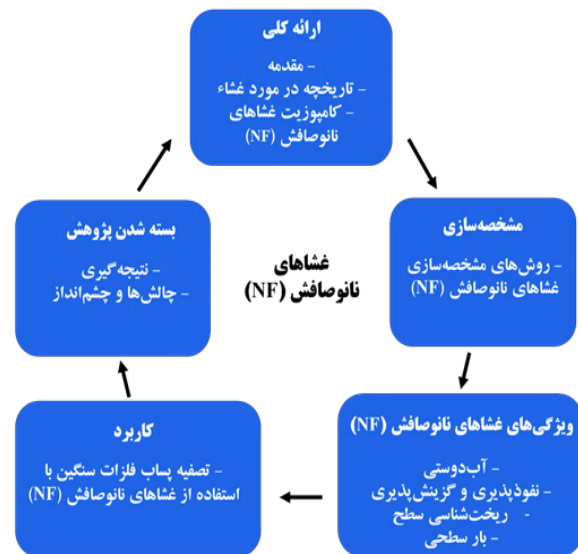 ارائه کلی
- مقدمه
- تاریخچه در مورد غشاء
- کامپوزیت غشاهای
نانوصافش (NF)
مشخصه‌سازی
- روش‌های مشخصه‌سازی
غشاهای نانوصافش (NF)
ویژگی‌های غشاهای نانوصافش (NF)
- آب‌دوستی
- نفوذپذیری و گزینش‌پذیری
- ریخت‌شناسی سطح
- بار سطحی
کاربرد
- تصفیه پساب فلزات سنگین با
استفاده از غشاهای نانوصافش (NF)
بسته شدن پژوهش
- نتیجه‌گیری
- چالش‌ها و چشم‌انداز
غشاهای
نانوصافش (NF)